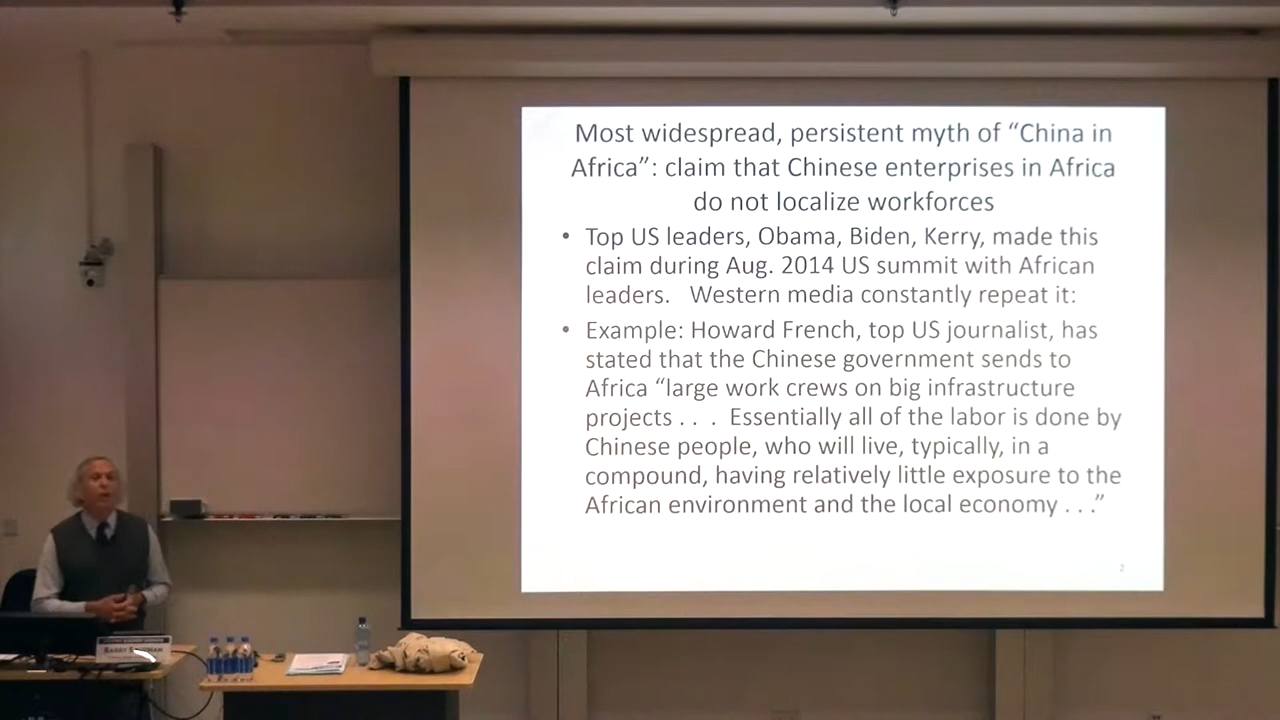 Most widespread, persistent myth of “China in
Africa”: claim that Chinese enterprises in Africa
do not localize workforces
• Top US leaders, Obama, Biden, Kerry, made this
claim during Aug. 2014 US summit with African
leaders.   Western media constantly repeat it:
• Example: Howard French, top US journalist, has
stated that the Chinese government sends to
Africa “large work crews on big infrastructure
projects . . .  Essentially all of the labor is done by
Chinese people, who will live, typically, in a
compound, having relatively little exposure to the
African environment and the local economy . . .”
2
BARRY